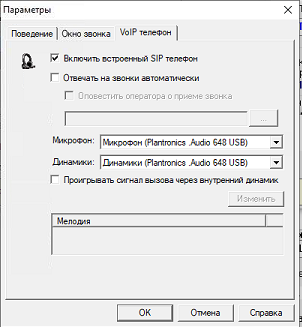 Параметры
Поведение Окно звонка VoIP телефон
Включить встроенный SIP телефон
Отвечать на звонки автоматически
Оповестить оператора о приеме звонка
...
Микрофон: Микрофон (Plantronics .Audio 648 USB)
Динамики: Динамики (Plantronics .Audio 648 USB)
Проигрывать сигнал вызова через внутренний динамик
Изменить
Мелодия
OK Отмена Справка